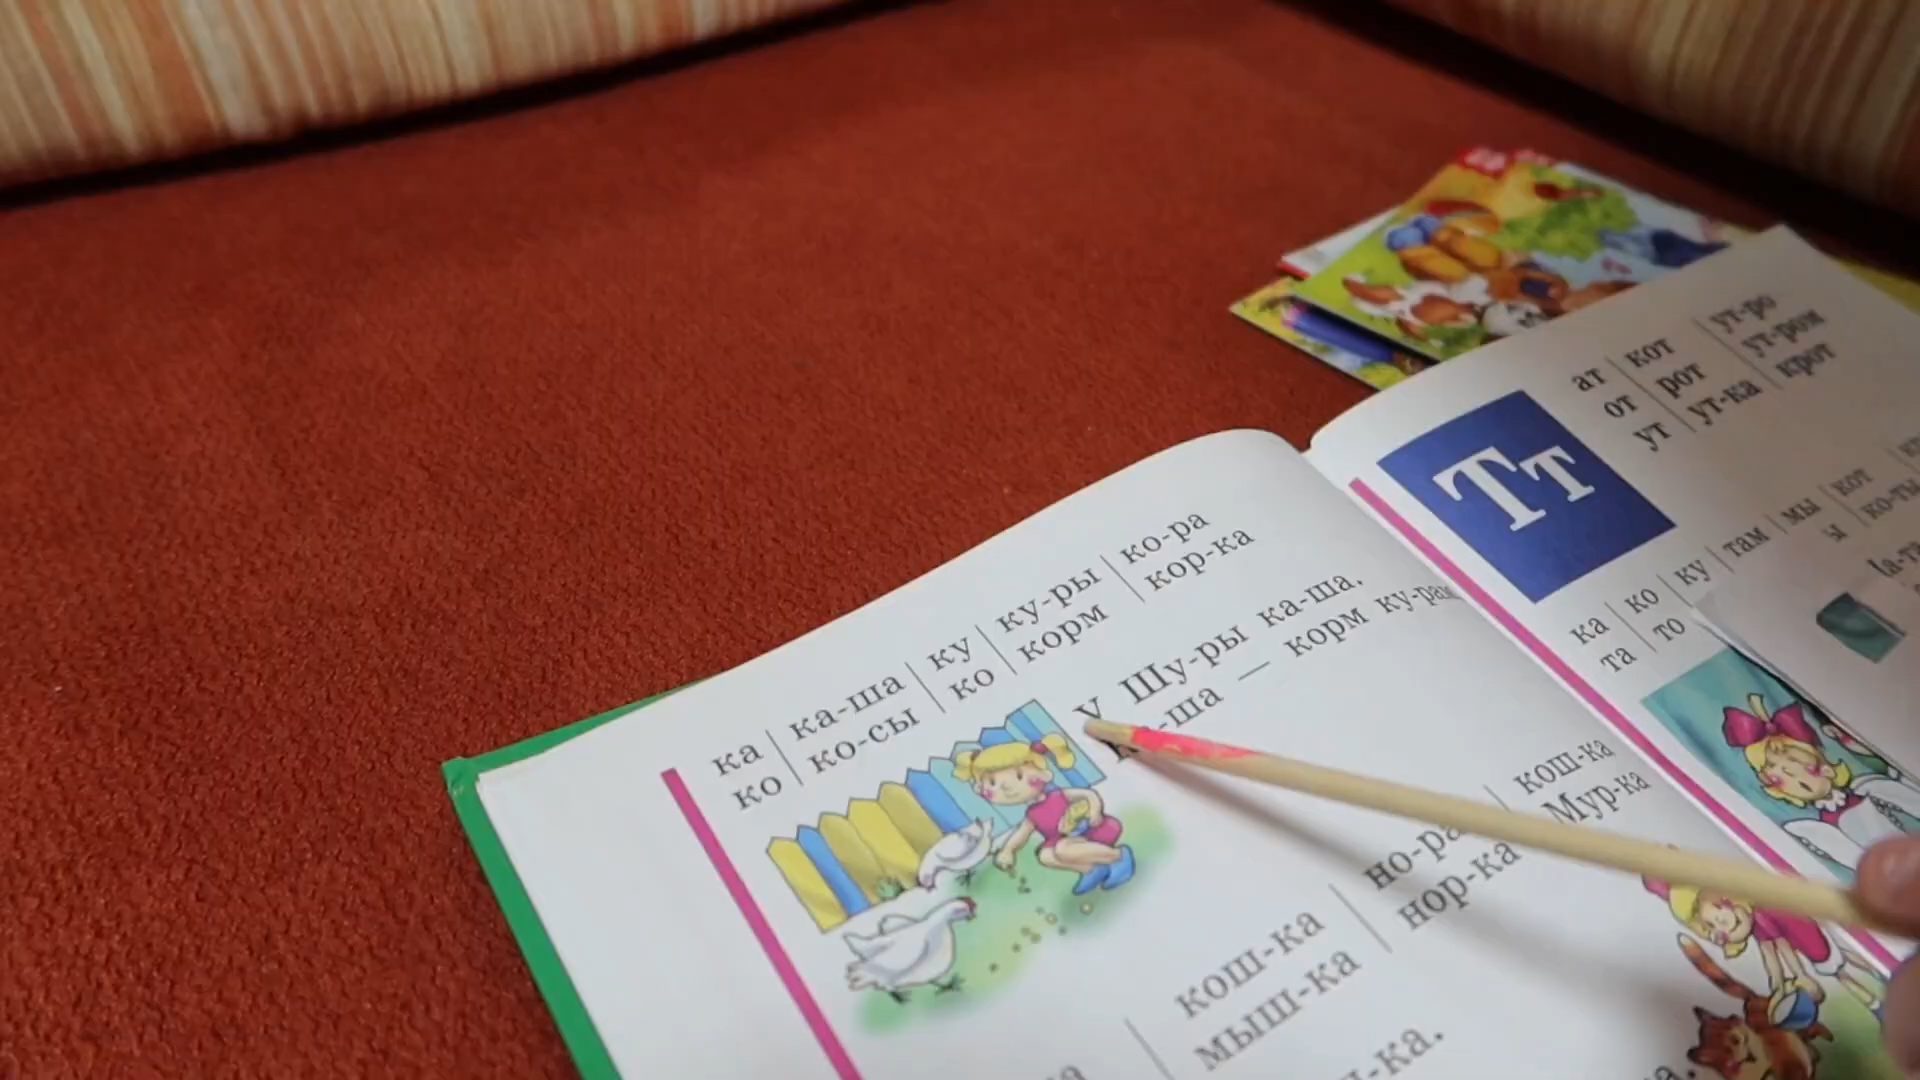 ка | ка-ша | ку | ку-ры | ко-ра
ко | ко-сы | ко | корм | кор-ка
У Шу-ры ка-ша.
-ша — корм ку-рам
кош-ка | но-ра | кош-ка
мыш-ка | нор-ка | Мур-ка
Тт
ат | кот | ут-ро
от | рот | ут-ром
ут | ут-ка | крот
ка | ко | ку | там | мы | кот
та | то
ы | ко-ты